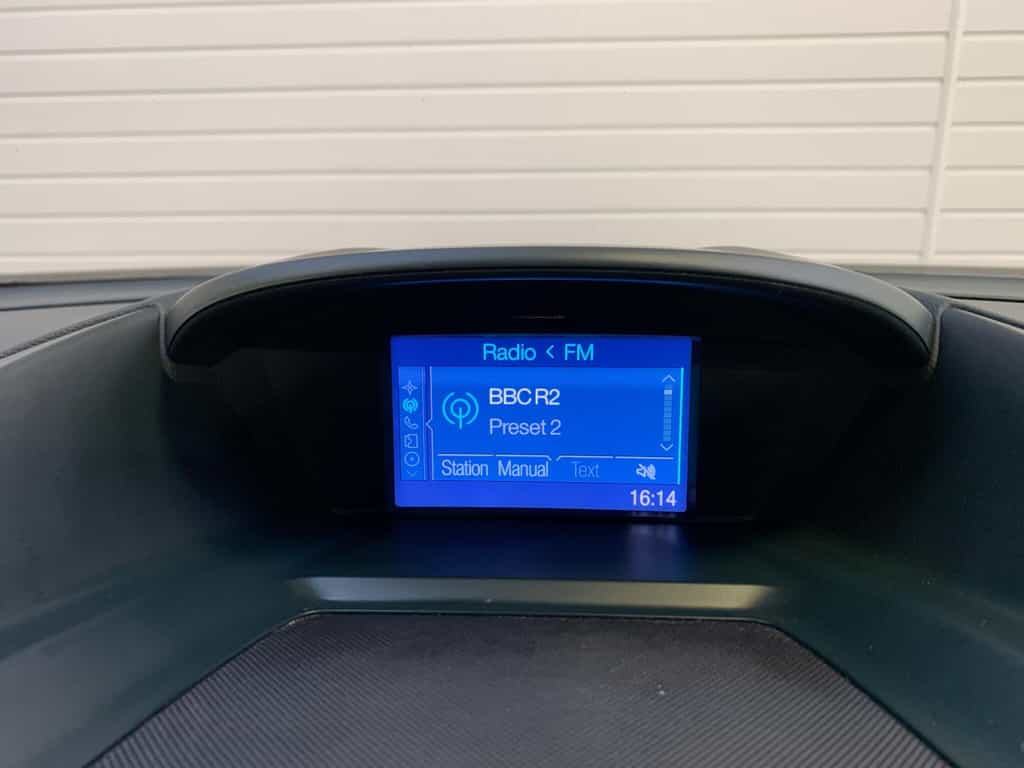 Radio < FM
BBC R2
Preset 2
Station Manual Text
16:14